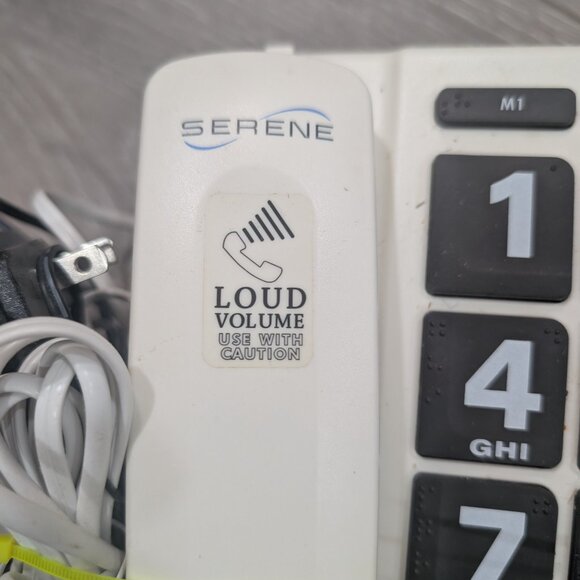 SERENE
LOUD
VOLUME
USE WITH
CAUTION
M1
1
4
GHI
7